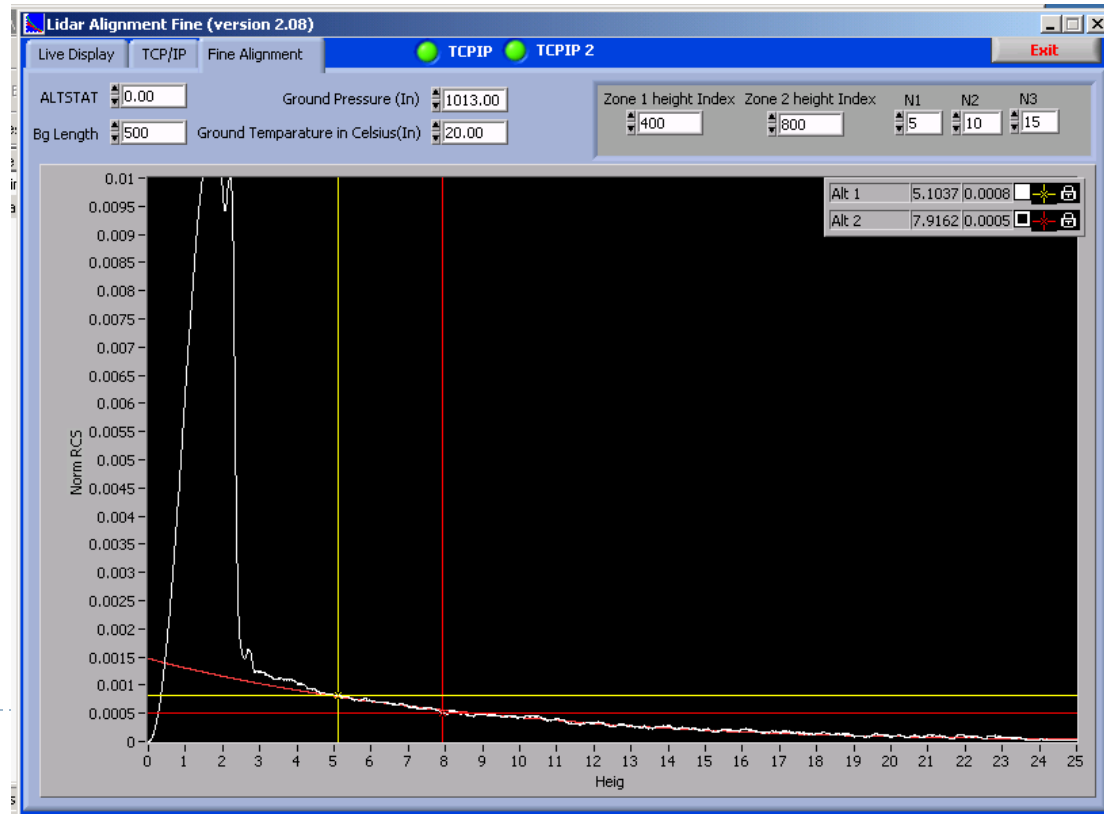 Lidar Alignment Fine (version 2.08)
Live Display TCP/IP Fine Alignment TCPIP TCPIP 2 Exit
ALTSTAT 0.00 Ground Pressure (In) 1013.00
Bg Length 500 Ground Temparature in Celsius(In) 20.00
Zone 1 height Index Zone 2 height Index N1 N2 N3
400 800 5 10 15
Alt 1 5.1037 0.0008
Alt 2 7.9162 0.0005
Norm RCS
0.01
0.0095
0.009
0.0085
0.008
0.0075
0.007
0.0065
0.006
0.0055
0.005
0.0045
0.004
0.0035
0.003
0.0025
0.002
0.0015
0.001
0.0005
0
0 1 2 3 4 5 6 7 8 9 10 11 12 13 14 15 16 17 18 19 20 21 22 23 24 25
Heig